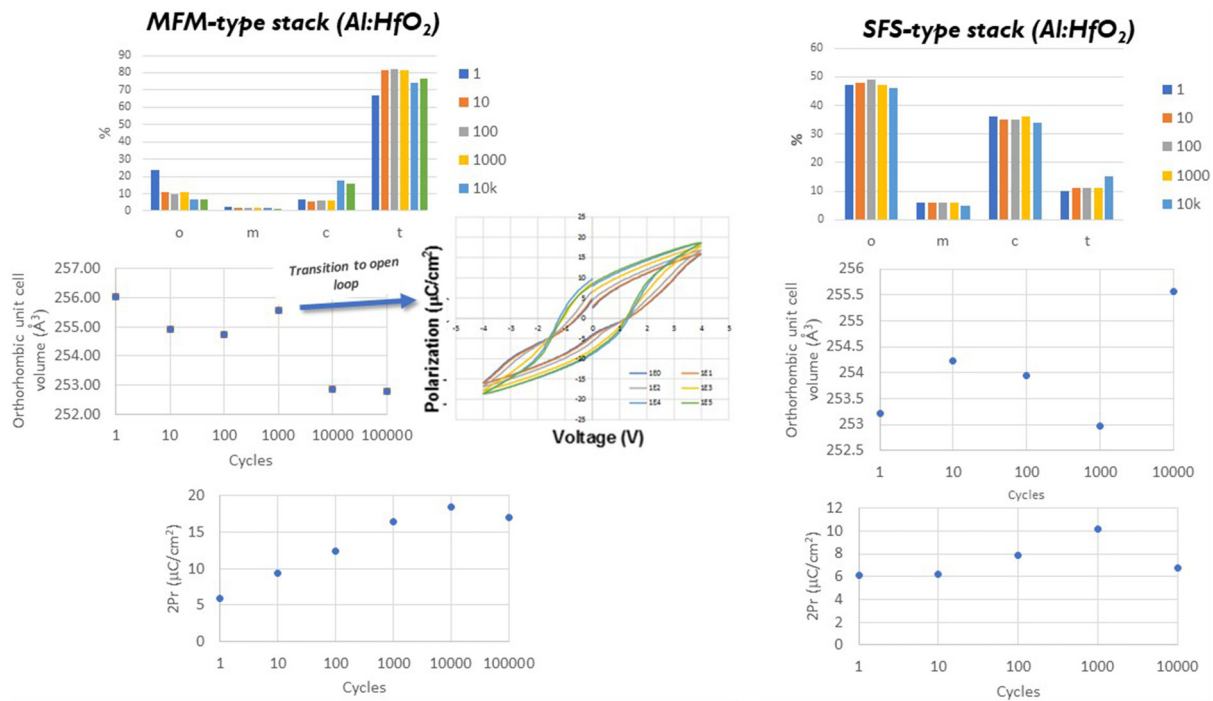 MFM-type stack (Al:HfO2)
90
80
70
60
50
40
30
20
10
0
%
o m c t
1
10
100
1000
10k
257.00
256.00
255.00
254.00
253.00
252.00
Orthorhombic unit cell
volume (Å3)
1 10 100 1000 10000 100000
Cycles
Transition to open
loop
25
20
15
10
5
0
-5
-10
-15
-20
-25
-5 -4 -3 -2 -1 0 1 2 3 4 5
Polarization (μC/cm2)
1E0 1E1
1E2 1E3
1E4 1E5
Voltage (V)
20
15
10
5
0
2Pr (μC/cm2)
1 10 100 1000 10000 100000
Cycles
SFS-type stack (Al:HfO2)
60
50
40
30
20
10
0
%
o m c t
1
10
100
1000
10k
256
255.5
255
254.5
254
253.5
253
252.5
Orthorhombic unit cell
volume (Å3)
1 10 100 1000 10000
Cycles
12
10
8
6
4
2
0
2Pr (μC/cm2)
1 10 100 1000 10000
Cycles